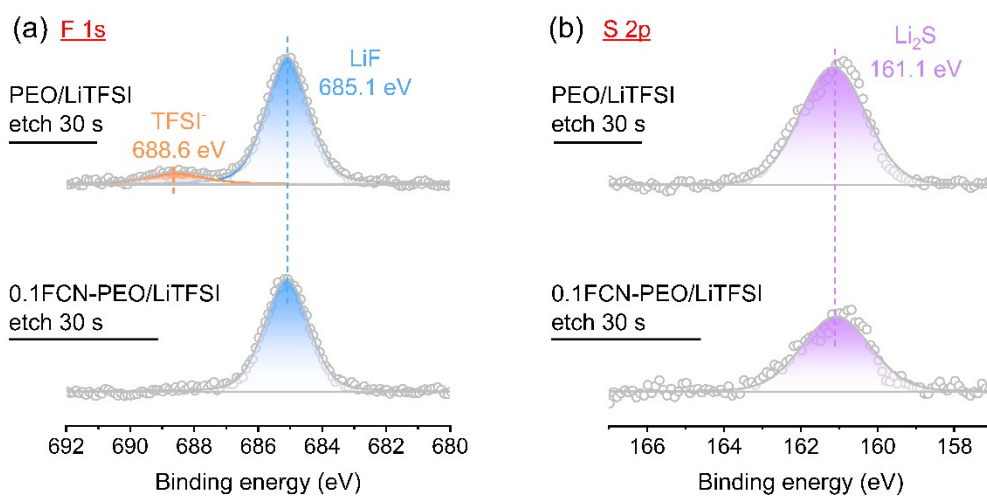 (a) F 1s
PEO/LiTFSI
etch 30 s
TFSI⁻
688.6 eV
LiF
685.1 eV
0.1FCN-PEO/LiTFSI
etch 30 s
692 690 688 686 684 682 680
Binding energy (eV)
(b) S 2p
PEO/LiTFSI
etch 30 s
Li₂S
161.1 eV
0.1FCN-PEO/LiTFSI
etch 30 s
166 164 162 160 158
Binding energy (eV)